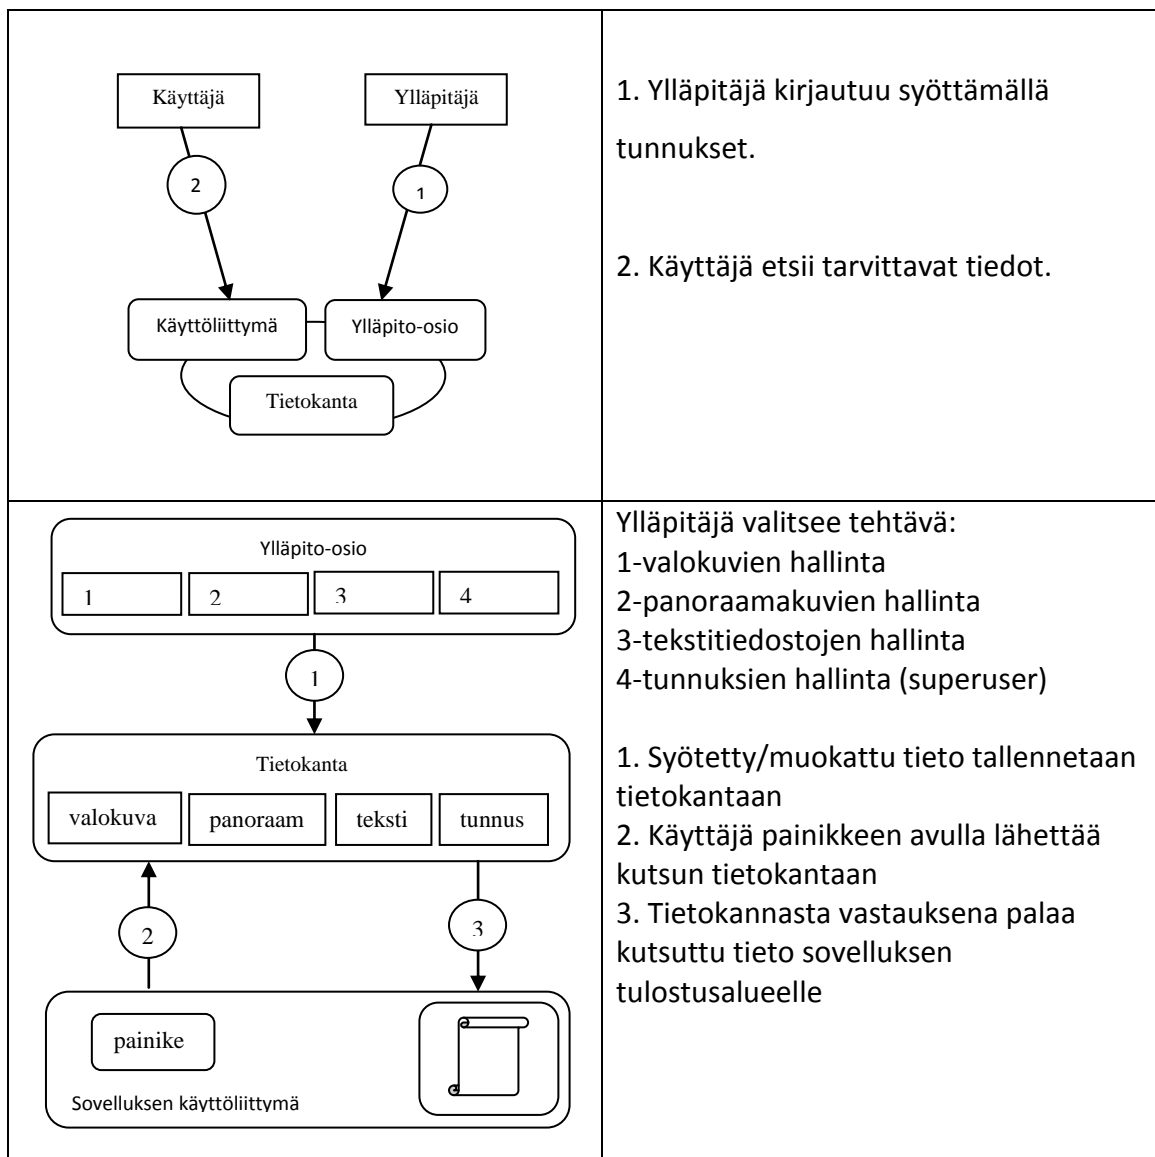 Käyttäjä
Ylläpitäjä
2
1
Käyttöliittymä
Ylläpito-osio
Tietokanta
1. Ylläpitäjä kirjautuu syöttämällä
tunnukset.
2. Käyttäjä etsii tarvittavat tiedot.
Ylläpito-osio
1
2
3
4
1
Tietokanta
valokuva
panoraam
teksti
tunnus
2
3
painike
Sovelluksen käyttöliittymä
Ylläpitäjä valitsee tehtävä:
1-valokuvien hallinta
2-panoraamakuvien hallinta
3-tekstitiedostojen hallinta
4-tunnuksien hallinta (superuser)
1. Syötetty/muokattu tieto tallennetaan
tietokantaan
2. Käyttäjä painikkeen avulla lähettää
kutsun tietokantaan
3. Tietokannasta vastauksena palaa
kutsuttu tieto sovelluksen
tulostusalueelle